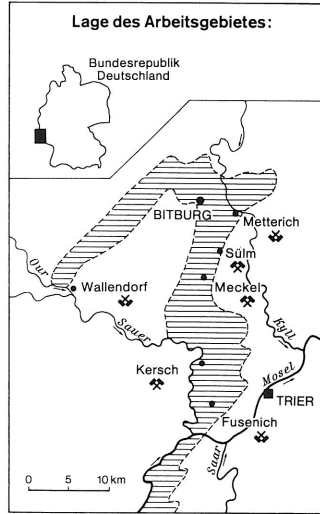 Lage des Arbeitsgebietes:
Bundesrepublik
Deutschland
BITBURG
Metterich
Sülm
Our
Wallendorf
Meckel
Sauer
Kyll
Kersch
Mosel
TRIER
Fusenich
Saar
0 5 10 km